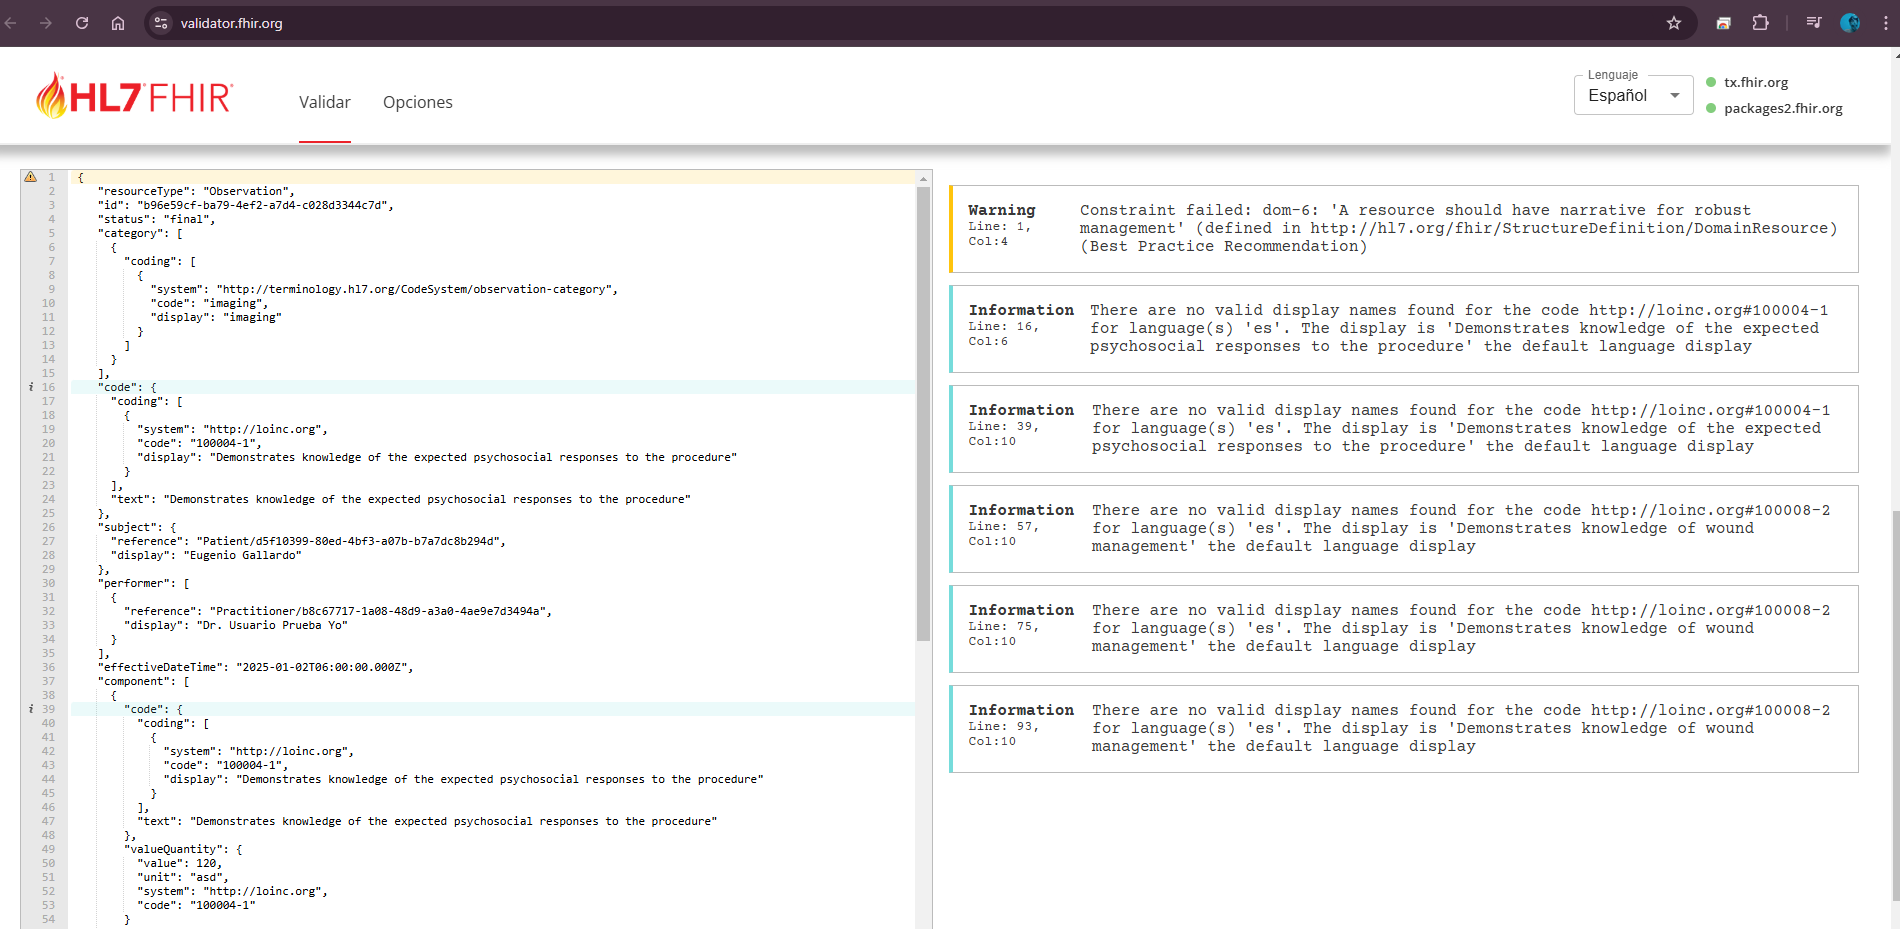 validator.fhir.org
HL7 FHIR
Validar
Opciones
Lenguaje
Español
tx.fhir.org
packages2.fhir.org
1 {
2 "resourceType": "Observation",
3 "id": "b96e59cf-ba79-4ef2-a7d4-c028d3344c7d",
4 "status": "final",
5 "category": [
6 {
7 "coding": [
8 {
9 "system": "http://terminology.hl7.org/CodeSystem/observation-category",
10 "code": "imaging",
11 "display": "imaging"
12 }
13 ]
14 }
15 ],
16 "code": {
17 "coding": [
18 {
19 "system": "http://loinc.org",
20 "code": "100004-1",
21 "display": "Demonstrates knowledge of the expected psychosocial responses to the procedure"
22 }
23 ],
24 "text": "Demonstrates knowledge of the expected psychosocial responses to the procedure"
25 },
26 "subject": {
27 "reference": "Patient/d5f10399-80ed-4bf3-a07b-b7a7dc8b294d",
28 "display": "Eugenio Gallardo"
29 },
30 "performer": [
31 {
32 "reference": "Practitioner/b8c67717-1a08-48d9-a3a0-4ae9e7d3494a",
33 "display": "Dr. Usuario Prueba Yo"
34 }
35 ],
36 "effectiveDateTime": "2025-01-02T06:00:00.000Z",
37 "component": [
38 {
39 "code": {
40 "coding": [
41 {
42 "system": "http://loinc.org",
43 "code": "100004-1",
44 "display": "Demonstrates knowledge of the expected psychosocial responses to the procedure"
45 }
46 ],
47 "text": "Demonstrates knowledge of the expected psychosocial responses to the procedure"
48 },
49 "valueQuantity": {
50 "value": 120,
51 "unit": "asd",
52 "system": "http://loinc.org",
53 "code": "100004-1"
54 }
Warning
Line: 1,
Col:4
Constraint failed: dom-6: 'A resource should have narrative for robust
management' (defined in http://hl7.org/fhir/StructureDefinition/DomainResource)
(Best Practice Recommendation)
Information
Line: 16,
Col:6
There are no valid display names found for the code http://loinc.org#100004-1
for language(s) 'es'. The display is 'Demonstrates knowledge of the expected
psychosocial responses to the procedure' the default language display
Information
Line: 39,
Col:10
There are no valid display names found for the code http://loinc.org#100004-1
for language(s) 'es'. The display is 'Demonstrates knowledge of the expected
psychosocial responses to the procedure' the default language display
Information
Line: 57,
Col:10
There are no valid display names found for the code http://loinc.org#100008-2
for language(s) 'es'. The display is 'Demonstrates knowledge of wound
management' the default language display
Information
Line: 75,
Col:10
There are no valid display names found for the code http://loinc.org#100008-2
for language(s) 'es'. The display is 'Demonstrates knowledge of wound
management' the default language display
Information
Line: 93,
Col:10
There are no valid display names found for the code http://loinc.org#100008-2
for language(s) 'es'. The display is 'Demonstrates knowledge of wound
management' the default language display